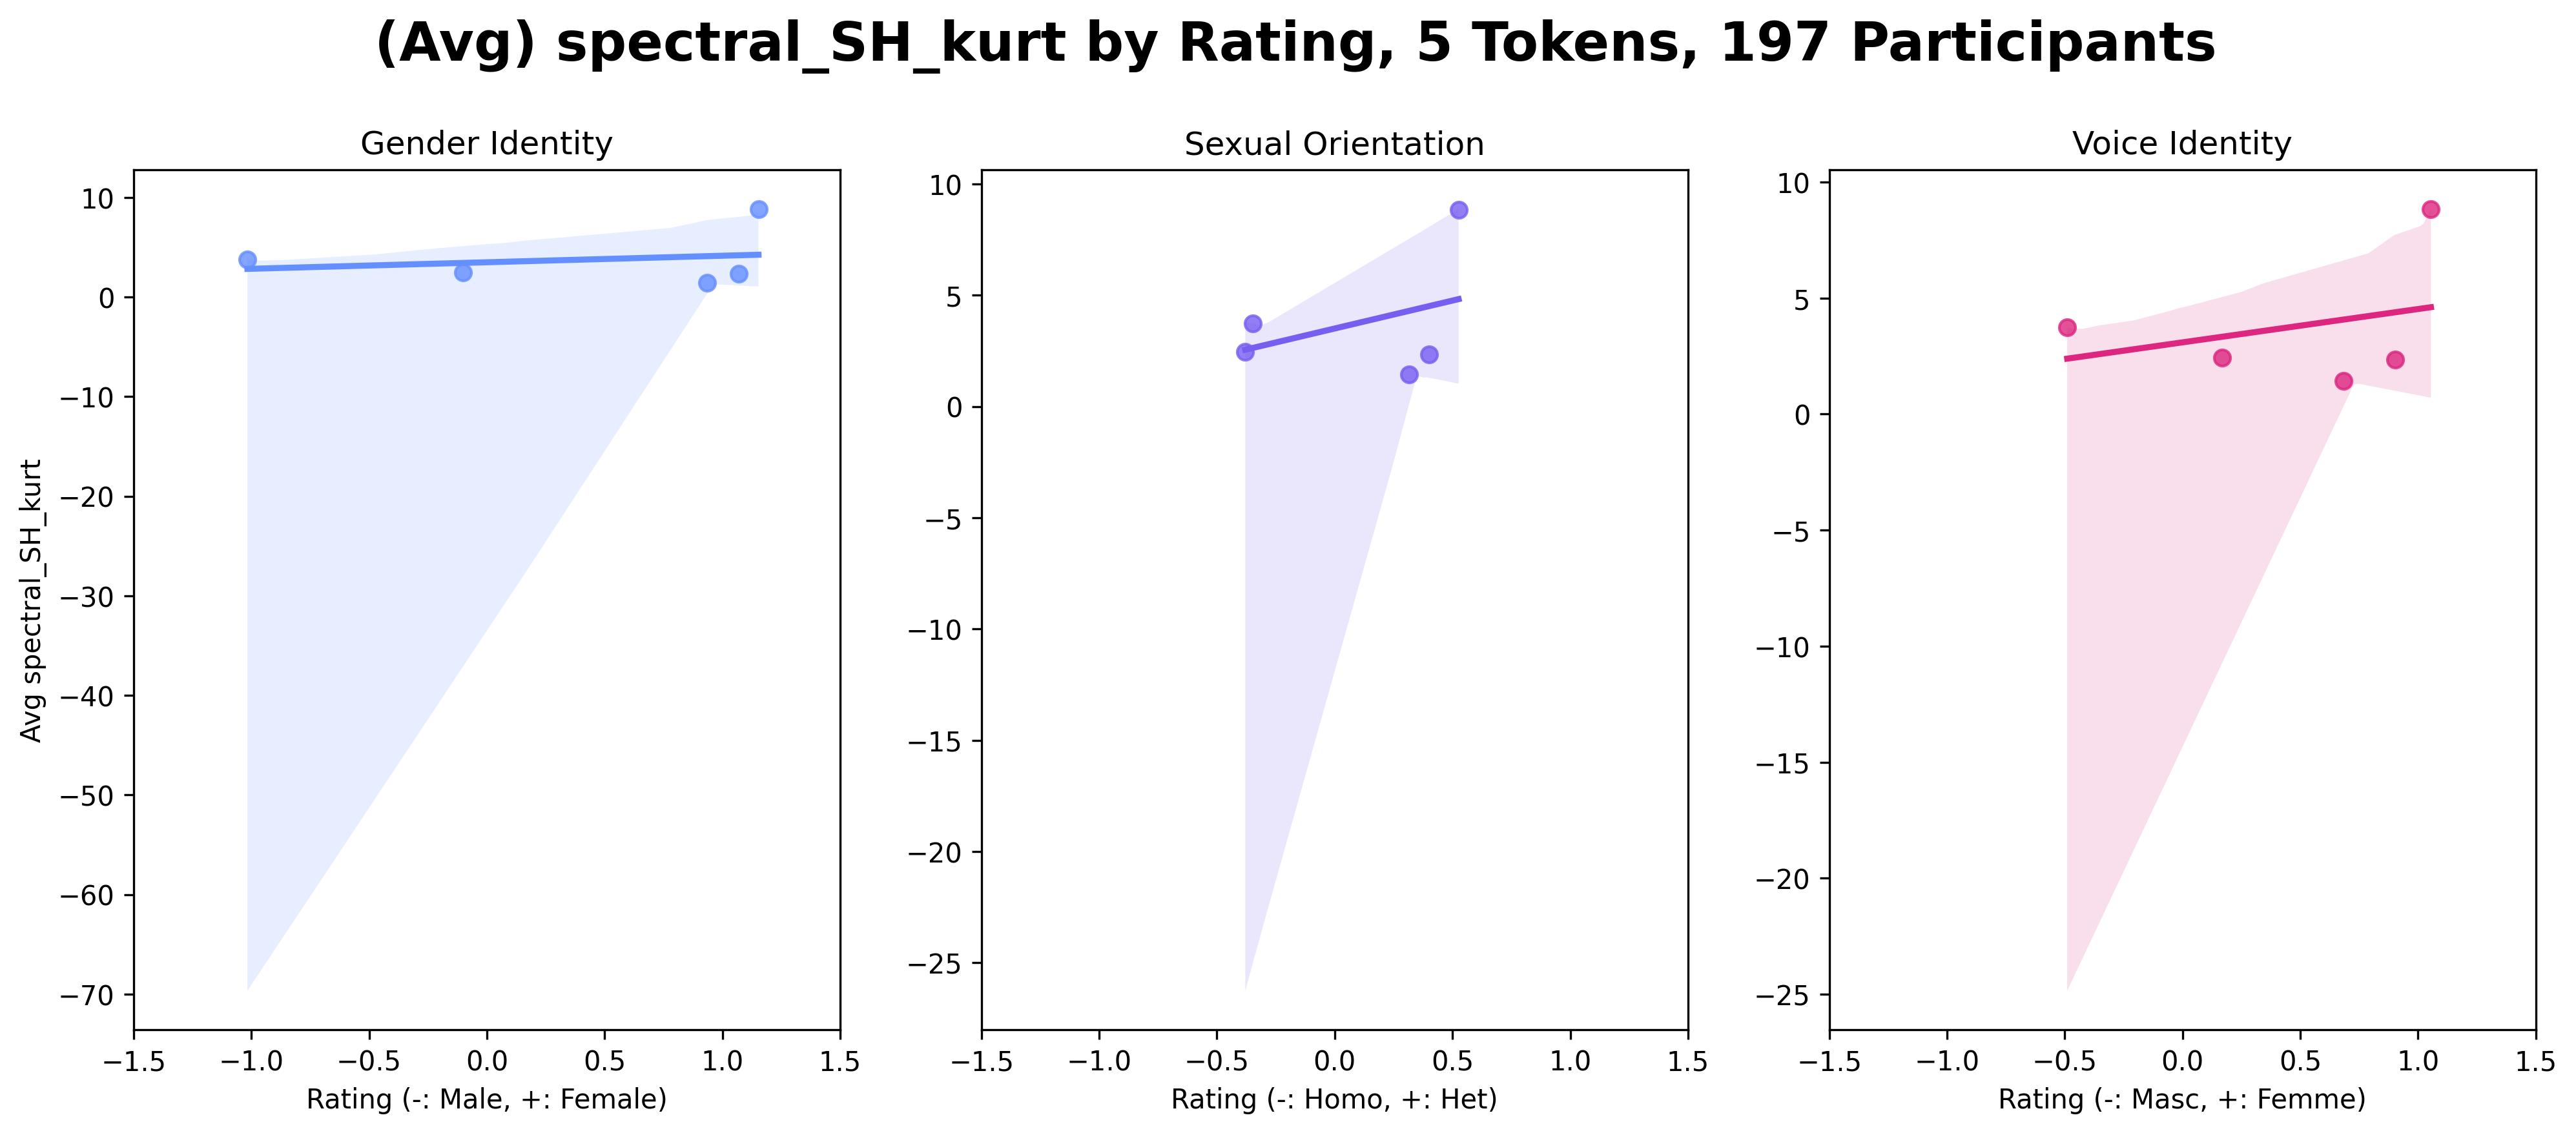 (Avg) spectral_SH_kurt by Rating, 5 Tokens, 197 Participants
Gender Identity
10
0
−10
−20
−30
−40
−50
−60
−70
Avg spectral_SH_kurt
−1.5 −1.0 −0.5 0.0 0.5 1.0 1.5
Rating (-: Male, +: Female)
Sexual Orientation
10
5
0
−5
−10
−15
−20
−25
−1.5 −1.0 −0.5 0.0 0.5 1.0 1.5
Rating (-: Homo, +: Het)
Voice Identity
10
5
0
−5
−10
−15
−20
−25
−1.5 −1.0 −0.5 0.0 0.5 1.0 1.5
Rating (-: Masc, +: Femme)